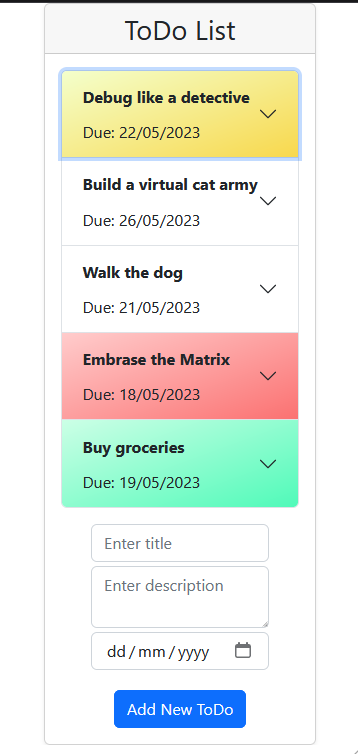 ToDo List
Debug like a detective
Due: 22/05/2023
Build a virtual cat army
Due: 26/05/2023
Walk the dog
Due: 21/05/2023
Embrase the Matrix
Due: 18/05/2023
Buy groceries
Due: 19/05/2023
Enter title
Enter description
dd/mm/yyyy
Add New ToDo